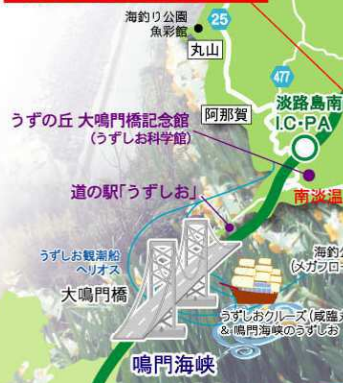 海釣り公園
魚彩館
25
丸山
477
淡路島南
I.C・PA
阿那賀
うずの丘 大鳴門橋記念館
(うずしお科学館)
南淡温
道の駅「うずしお」
うずしお観潮船
ヘリオス
海釣公
(メガフロー
大鳴門橋
うずしおクルーズ(咸臨丸
& 鳴門海峡のうずしお
鳴門海峡